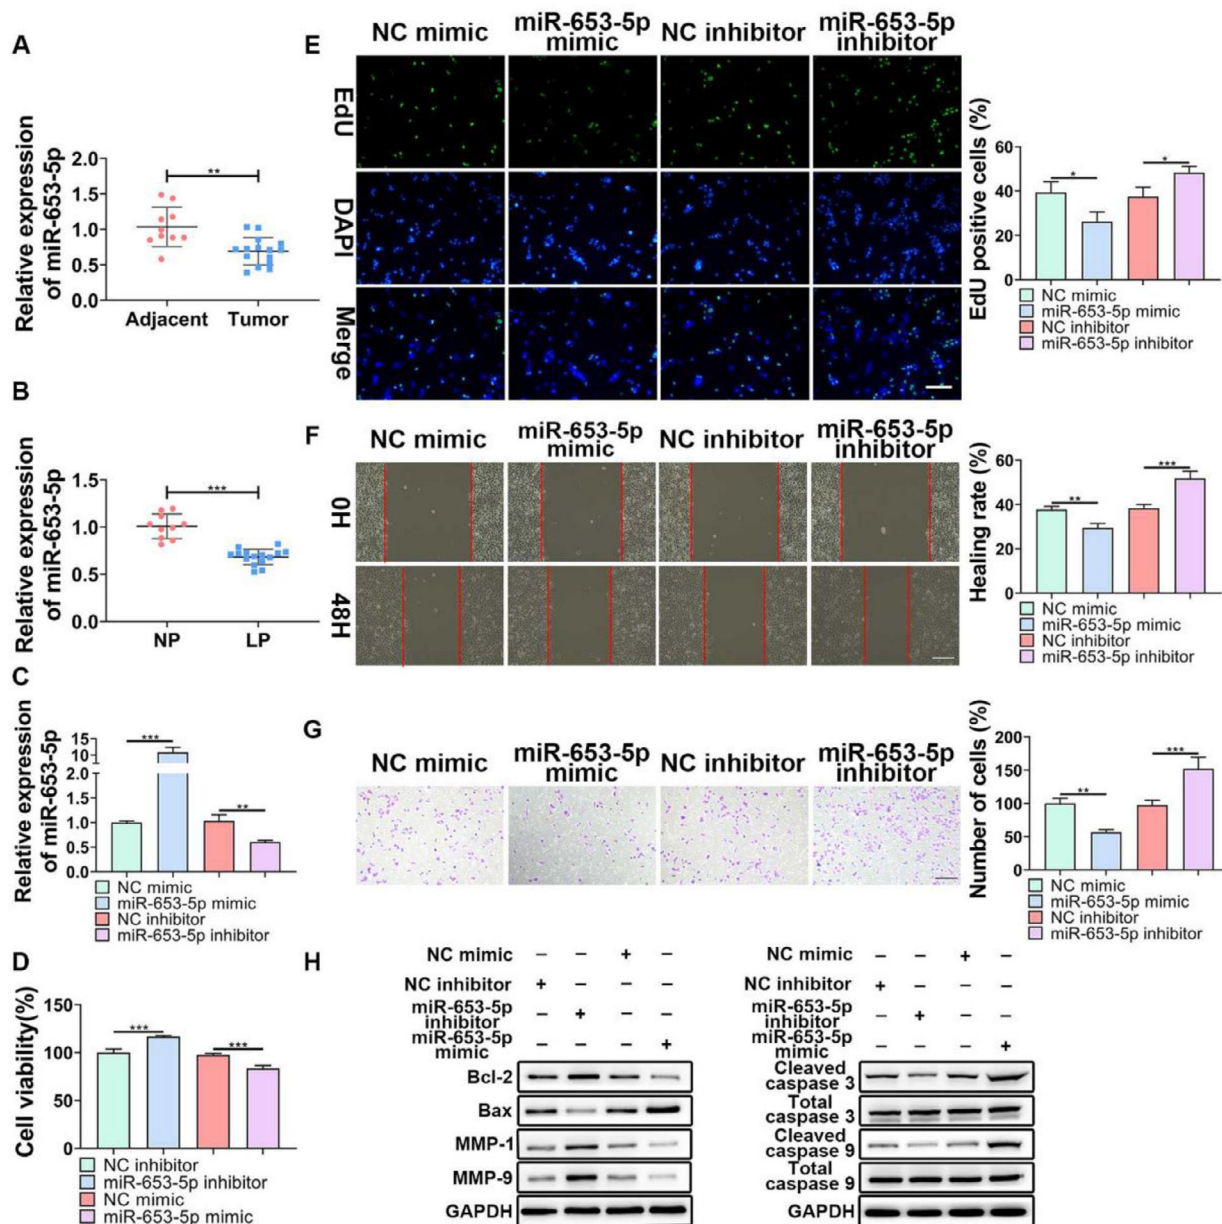 A
Relative expression
of miR-653-5p
2.0
1.5
1.0
0.5
0.0
**
Adjacent Tumor
B
Relative expression
of miR-653-5p
1.5
1.0
0.5
0.0
***
NP LP
C
Relative expression
of miR-653-5p
15
10
5
2.0
1.5
1.0
0.5
0.0
***
**
NC mimic
miR-653-5p mimic
NC inhibitor
miR-653-5p inhibitor
D
Cell viability(%)
150
100
50
0
***
***
NC inhibitor
miR-653-5p inhibitor
NC mimic
miR-653-5p mimic
E
NC mimic
miR-653-5p
mimic
NC inhibitor
miR-653-5p
inhibitor
EdU
DAPI
Merge
EdU positive cells (%)
60
40
20
0
*
*
NC mimic
miR-653-5p mimic
NC inhibitor
miR-653-5p inhibitor
F
NC mimic
miR-653-5p
mimic
NC inhibitor
miR-653-5p
inhibitor
0H
48H
Healing rate (%)
60
40
20
0
**
***
NC mimic
miR-653-5p mimic
NC inhibitor
miR-653-5p inhibitor
G
NC mimic
miR-653-5p
mimic
NC inhibitor
miR-653-5p
inhibitor
Number of cells (%)
200
150
100
50
0
**
***
NC mimic
miR-653-5p mimic
NC inhibitor
miR-653-5p inhibitor
H
NC mimic − − + −
NC inhibitor + − − −
miR-653-5p
inhibitor − + − −
miR-653-5p
mimic − − − +
Bcl-2
Bax
MMP-1
MMP-9
GAPDH
NC mimic − − + −
NC inhibitor + − − −
miR-653-5p
inhibitor − + − −
miR-653-5p
mimic − − − +
Cleaved
caspase 3
Total
caspase 3
Cleaved
caspase 9
Total
caspase 9
GAPDH